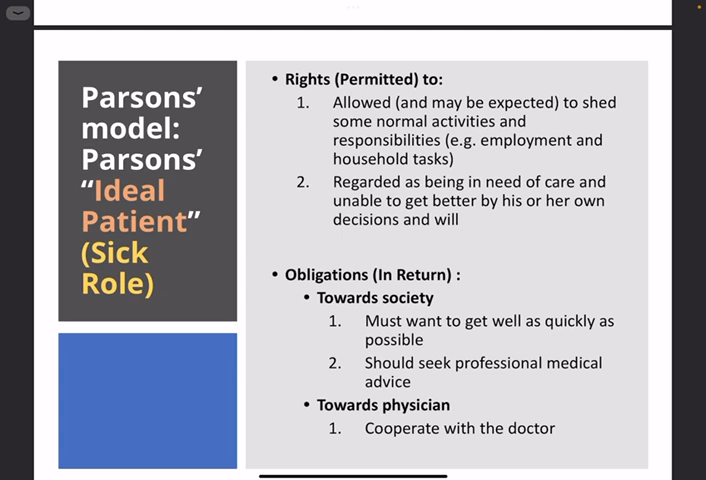 Parsons’
model:
Parsons’
“Ideal
Patient”
(Sick
Role)
• Rights (Permitted) to:
1. Allowed (and may be expected) to shed
some normal activities and
responsibilities (e.g. employment and
household tasks)
2. Regarded as being in need of care and
unable to get better by his or her own
decisions and will
• Obligations (In Return) :
• Towards society
1. Must want to get well as quickly as
possible
2. Should seek professional medical
advice
• Towards physician
1. Cooperate with the doctor